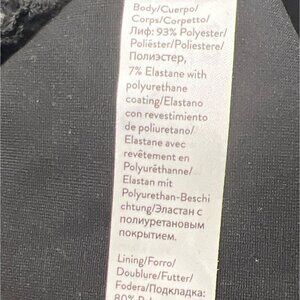 Body/Cuerpo/
Corps/Corpetto/
Лиф: 93% Polyester/
Poliéster/Poliestere/
Полиэстер,
7% Elastane with
polyurethane
coating/Elastano
con revestimiento
de poliuretano/
Elastane avec
revêtement en
Polyuréthanne/
Elastan mit
Polyurethan-Beschi
chtung/Эластан с
полиуретановым
покрытием.
Lining/Forro/
Doublure/Futter/
Fodera/Подкладка:
80%